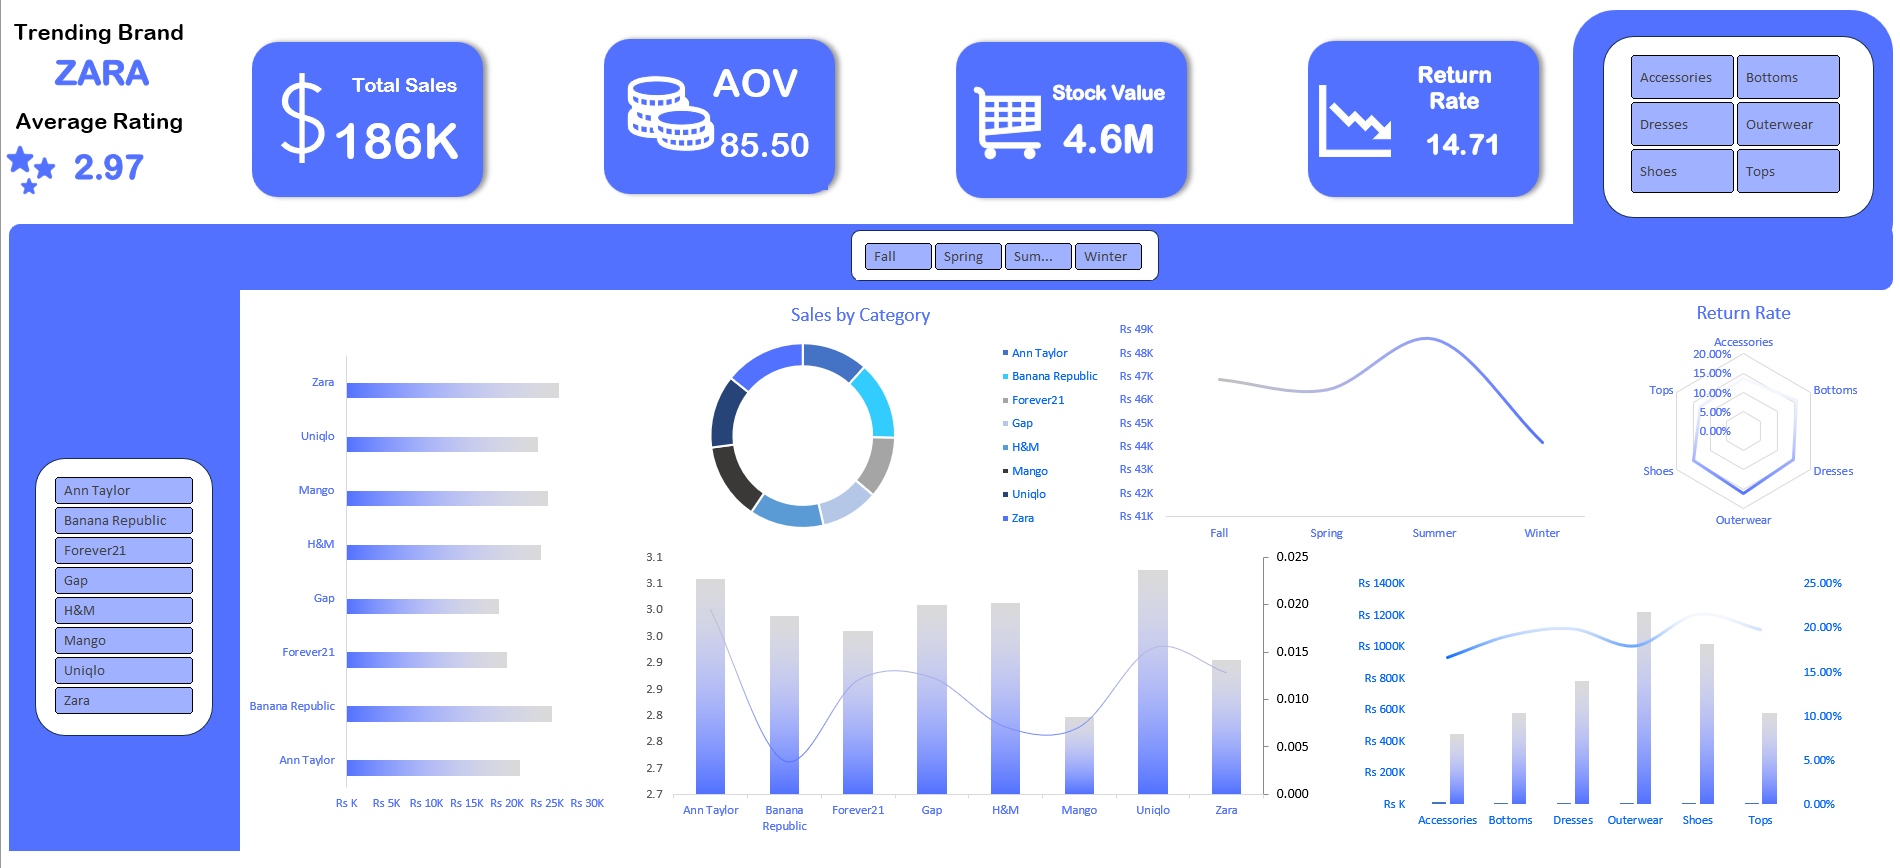 Trending Brand
ZARA
Average Rating
2.97
Total Sales
186K
AOV
85.50
Stock Value
4.6M
Return
Rate
14.71
Accessories
Bottoms
Dresses
Outerwear
Shoes
Tops
Fall
Spring
Sum...
Winter
Ann Taylor
Banana Republic
Forever21
Gap
H&M
Mango
Uniqlo
Zara
Zara
Uniqlo
Mango
H&M
Gap
Forever21
Banana Republic
Ann Taylor
Rs K Rs 5K Rs 10K Rs 15K Rs 20K Rs 25K Rs 30K
Sales by Category
Ann Taylor
Banana Republic
Forever21
Gap
H&M
Mango
Uniqlo
Zara
Rs 49K
Rs 48K
Rs 47K
Rs 46K
Rs 45K
Rs 44K
Rs 43K
Rs 42K
Rs 41K
Fall Spring Summer Winter
Return Rate
Accessories
20.00%
15.00%
10.00%
5.00%
0.00%
Tops
Bottoms
Shoes
Dresses
Outerwear
3.1
3.1
3.0
3.0
2.9
2.9
2.8
2.8
2.7
2.7
0.025
0.020
0.015
0.010
0.005
0.000
Ann Taylor Banana Forever21 Gap H&M Mango Uniqlo Zara
Republic
Rs 1400K
Rs 1200K
Rs 1000K
Rs 800K
Rs 600K
Rs 400K
Rs 200K
Rs K
25.00%
20.00%
15.00%
10.00%
5.00%
0.00%
Accessories Bottoms Dresses Outerwear Shoes Tops